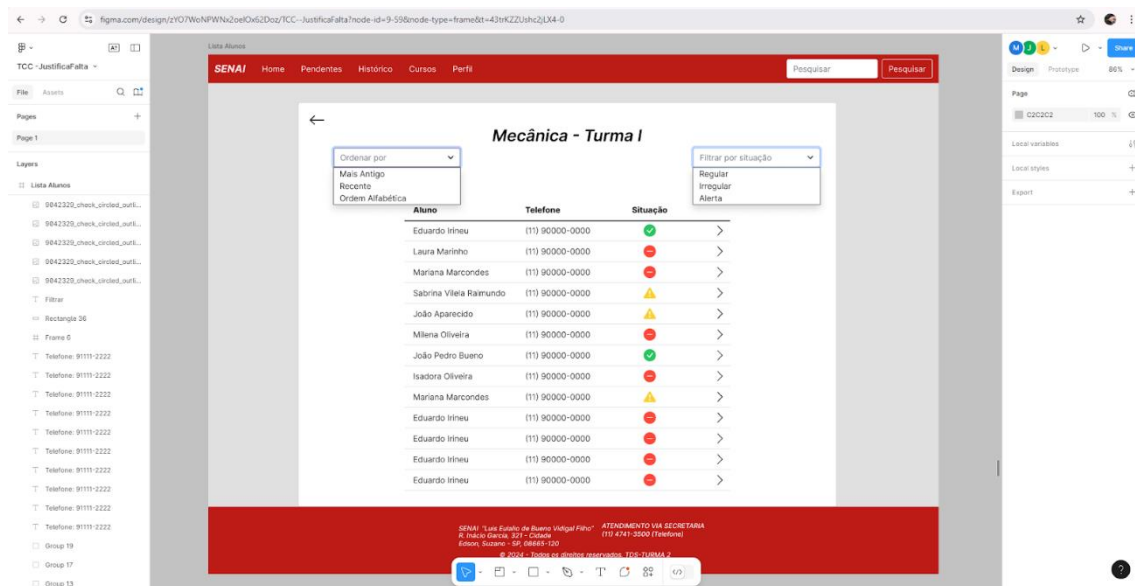 figma.com/design/zYO7WoNPWNx2oelOx62Doz/TCC--JustificaFalta?node-id=9-59&node-type=frame&t=43trKZZUshc2jLX4-0
TCC -JustificaFalta
File Assets
Pages
Page 1
Layers
Lista Alunos
9042329_check_circled_outli...
9042329_check_circled_outli...
9042329_check_circled_outli...
9042329_check_circled_outli...
9042329_check_circled_outli...
Filtrar
Rectangle 36
Frame 6
Telefone: 91111-2222
Telefone: 91111-2222
Telefone: 91111-2222
Telefone: 91111-2222
Telefone: 91111-2222
Telefone: 91111-2222
Telefone: 91111-2222
Telefone: 91111-2222
Telefone: 91111-2222
Telefone: 91111-2222
Group 19
Group 17
Group 13
Lista Alunos
SENAI Home Pendentes Histórico Cursos Perfil Pesquisar Pesquisar
Mecânica - Turma I
Ordenar por
Mais Antigo
Recente
Ordem Alfabética
Filtrar por situação
Regular
Irregular
Alerta
Aluno Telefone Situação
Eduardo Irineu (11) 90000-0000
Laura Marinho (11) 90000-0000
Mariana Marcondes (11) 90000-0000
Sabrina Vilela Raimundo (11) 90000-0000
João Aparecido (11) 90000-0000
Milena Oliveira (11) 90000-0000
João Pedro Bueno (11) 90000-0000
Isadora Oliveira (11) 90000-0000
Mariana Marcondes (11) 90000-0000
Eduardo Irineu (11) 90000-0000
Eduardo Irineu (11) 90000-0000
Eduardo Irineu (11) 90000-0000
Eduardo Irineu (11) 90000-0000
SENAI "Luis Eulalio de Bueno Vidigal Filho"
R. Inácio Garcia, 321 - Cidade
Edson, Suzano - SP, 08665-120
ATENDIMENTO VIA SECRETARIA
(11) 4741-3500 (Telefone)
© 2024 - Todos os direitos reservados. TDS-TURMA 2
M J L Share
Design Prototype 86%
Page
C2C2C2 100 %
Local variables
Local styles
Export